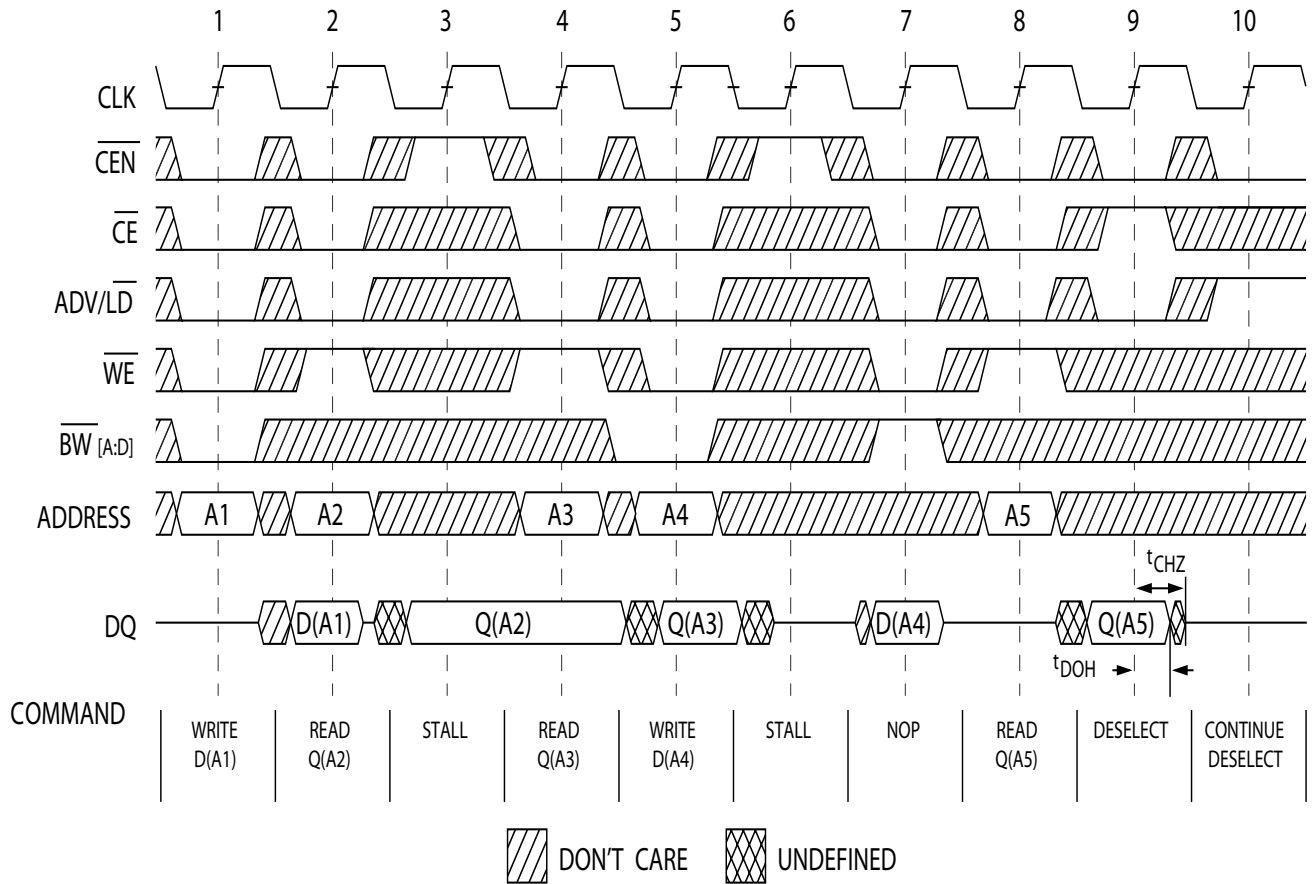 1 2 3 4 5 6 7 8 9 10
CLK
CEN
CE
ADV/LD
WE
BW [A:D]
ADDRESS A1 A2 A3 A4 A5
tCHZ
DQ D(A1) Q(A2) Q(A3) D(A4) Q(A5)
tDOH
COMMAND
WRITE READ STALL READ WRITE STALL NOP READ DESELECT CONTINUE
D(A1) Q(A2) Q(A3) D(A4) Q(A5) DESELECT
DON'T CARE UNDEFINED